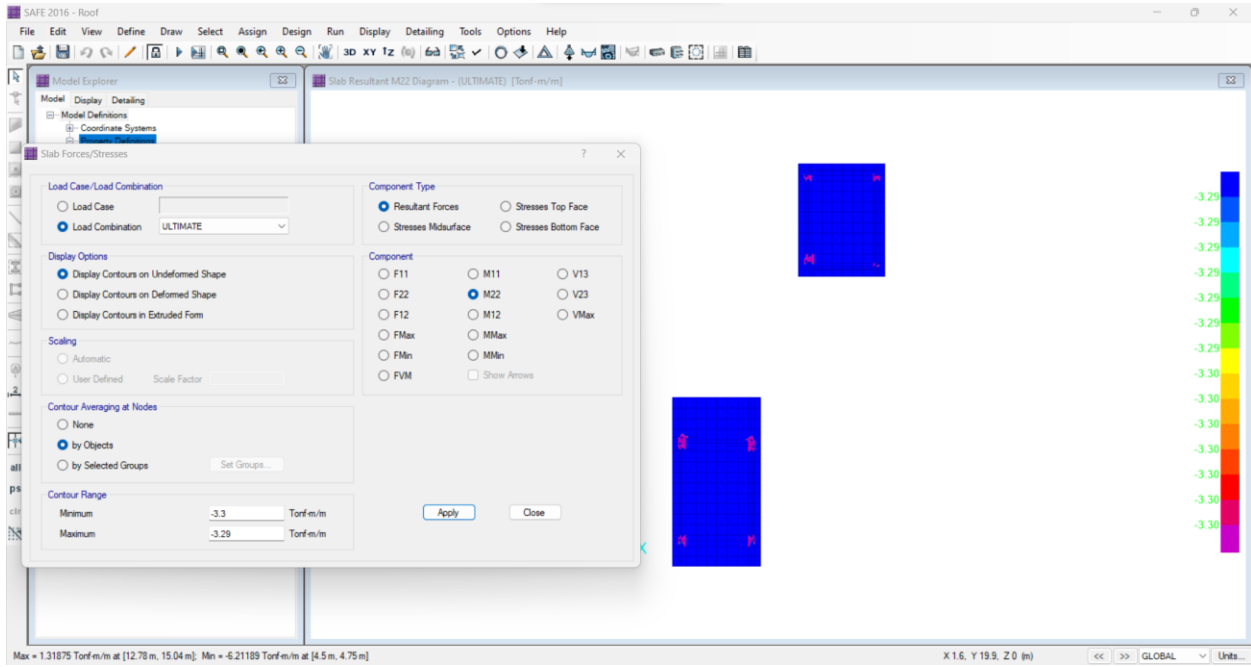 SAFE 2016 - Roof
File Edit View Define Draw Select Assign Design Run Display Detailing Tools Options Help
3D XY
Model Explorer
Slab Resultant M22 Diagram - (ULTIMATE) [Tonf-m/m]
Model Display Detailing
Model Definitions
Coordinate Systems
Property Definitions
Slab Forces/Stresses
Load Case/Load Combination
Load Case
Load Combination ULTIMATE
Display Options
Display Contours on Undeformed Shape
Display Contours on Deformed Shape
Display Contours in Extruded Form
Scaling
Automatic
User Defined Scale Factor
Contour Averaging at Nodes
None
by Objects
by Selected Groups Set Groups...
Contour Range
Minimum -3.3 Tonf-m/m
Maximum -3.29 Tonf-m/m
Component Type
Resultant Forces Stresses Top Face
Stresses Midsurface Stresses Bottom Face
Component
F11 M11 V13
F22 M22 V23
F12 M12 VMax
FMax MMax
FMin MMin
FVM Show Arrows
Apply Close
all
ps
clr
X
-3.29
-3.29
-3.29
-3.29
-3.29
-3.29
-3.29
-3.30
-3.30
-3.30
-3.30
-3.30
-3.30
-3.30
Max = 1.31875 Tonf-m/m at [12.78 m, 15.04 m]; Min = -6.21189 Tonf-m/m at [4.5 m, 4.75 m]
X 1.6, Y 19.9, Z 0 (m) << >> GLOBAL Units...